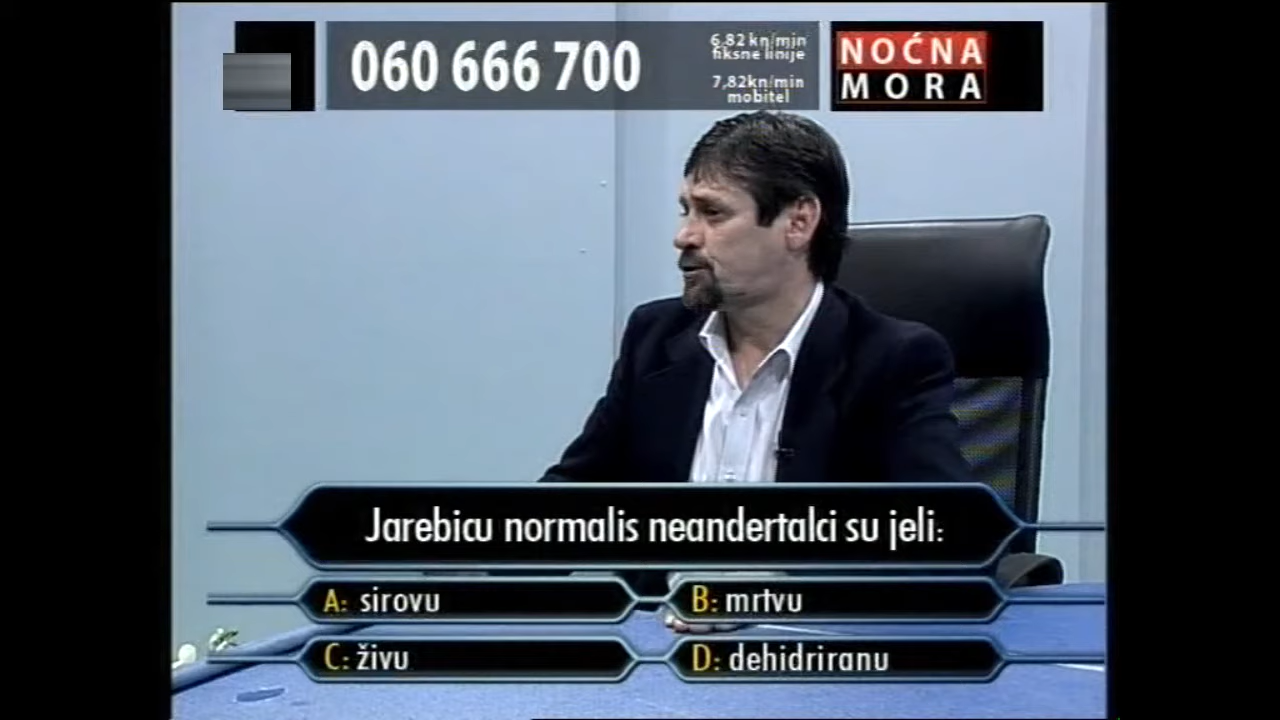 060 666 700
6,82 kn/min
fiksne linije
7,82kn/min
mobitel
NOĆNA
MORA
Jarebicu normalis neandertalci su jeli:
A: sirovu
B: mrtvu
C: živu
D: dehidriranu